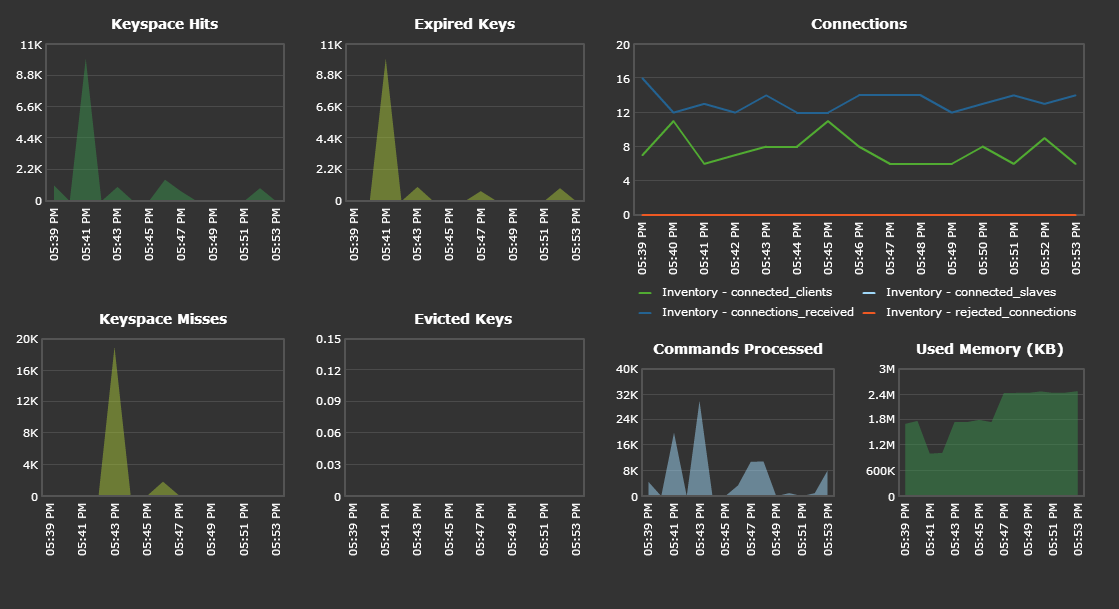 Keyspace Hits
11K
8.8K
6.6K
4.4K
2.2K
0
05:39 PM
05:41 PM
05:43 PM
05:45 PM
05:47 PM
05:49 PM
05:51 PM
05:53 PM
Expired Keys
11K
8.8K
6.6K
4.4K
2.2K
0
05:39 PM
05:41 PM
05:43 PM
05:45 PM
05:47 PM
05:49 PM
05:51 PM
05:53 PM
Connections
20
16
12
8
4
0
05:39 PM
05:40 PM
05:41 PM
05:42 PM
05:43 PM
05:44 PM
05:45 PM
05:46 PM
05:47 PM
05:48 PM
05:49 PM
05:50 PM
05:51 PM
05:52 PM
05:53 PM
Inventory - connected_clients
Inventory - connected_slaves
Inventory - connections_received
Inventory - rejected_connections
Keyspace Misses
20K
16K
12K
8K
4K
0
05:39 PM
05:41 PM
05:43 PM
05:45 PM
05:47 PM
05:49 PM
05:51 PM
05:53 PM
Evicted Keys
0.15
0.12
0.09
0.06
0.03
0
05:39 PM
05:41 PM
05:43 PM
05:45 PM
05:47 PM
05:49 PM
05:51 PM
05:53 PM
Commands Processed
40K
32K
24K
16K
8K
0
05:39 PM
05:41 PM
05:43 PM
05:45 PM
05:47 PM
05:49 PM
05:51 PM
05:53 PM
Used Memory (KB)
3M
2.4M
1.8M
1.2M
600K
0
05:39 PM
05:41 PM
05:43 PM
05:45 PM
05:47 PM
05:49 PM
05:51 PM
05:53 PM